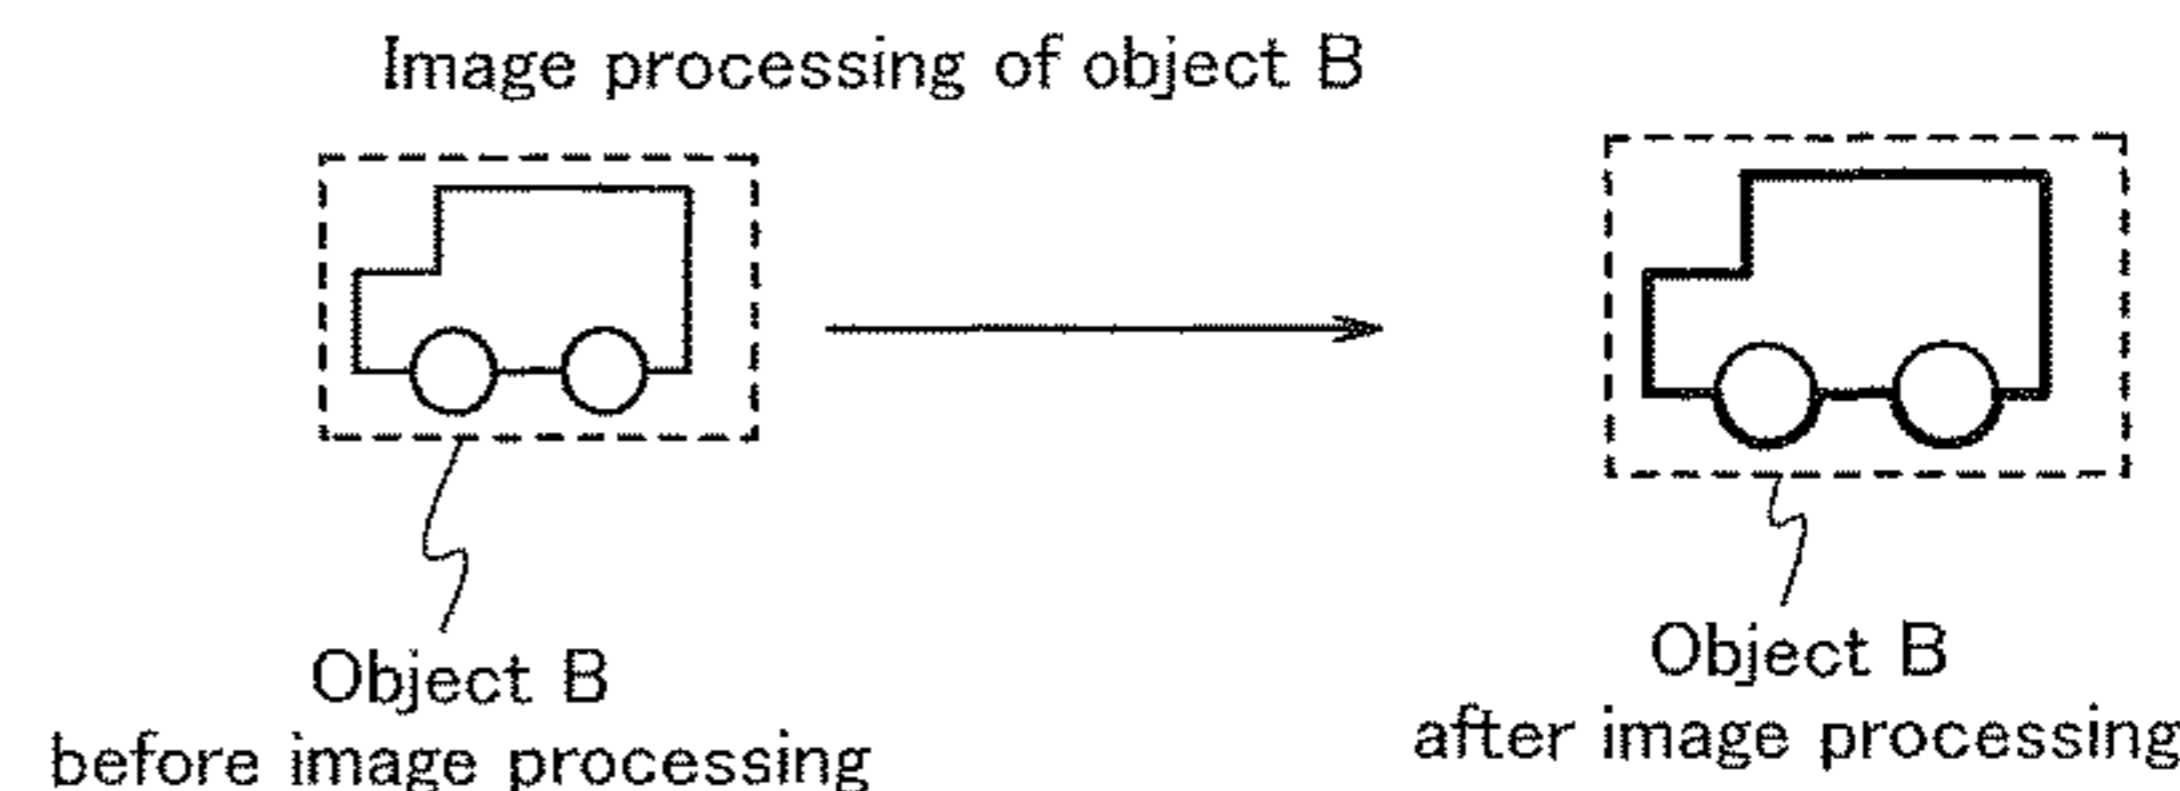 Image processing of object B
Object B
before image processing
Object B
after image processing